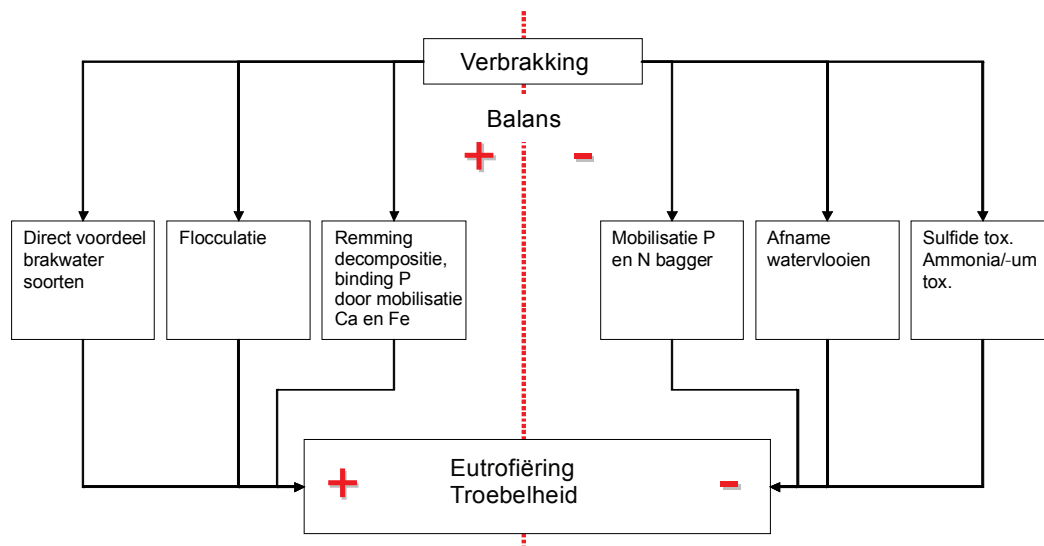 Verbrakking
Balans
+ -
Direct voordeel
brakwater
soorten
Flocculatie
Remming
decompositie,
binding P
door mobilisatie
Ca en Fe
Mobilisatie P
en N bagger
Afname
watervlooien
Sulfide tox.
Ammonia/-um
tox.
Eutrofiëring
Troebelheid
+ -